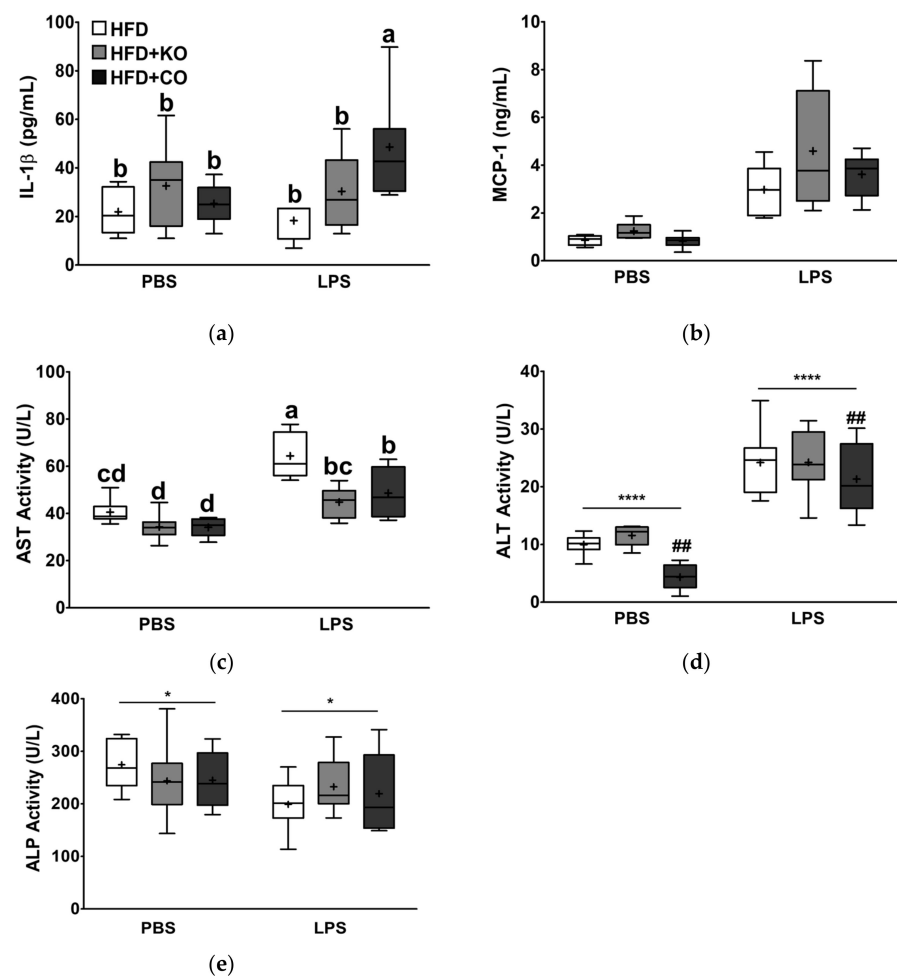 100
80
60
40
20
0
IL-1β (pg/mL)
HFD
HFD+KO
HFD+CO
b
b
b
b
b
a
PBS
LPS
(a)
10
8
6
4
2
0
MCP-1 (ng/mL)
PBS
LPS
(b)
100
80
60
40
20
0
AST Activity (U/L)
cd
d
d
a
bc
b
PBS
LPS
(c)
40
30
20
10
0
ALT Activity (U/L)
****
##
****
##
PBS
LPS
(d)
400
300
200
100
0
ALP Activity (U/L)
*
*
PBS
LPS
(e)